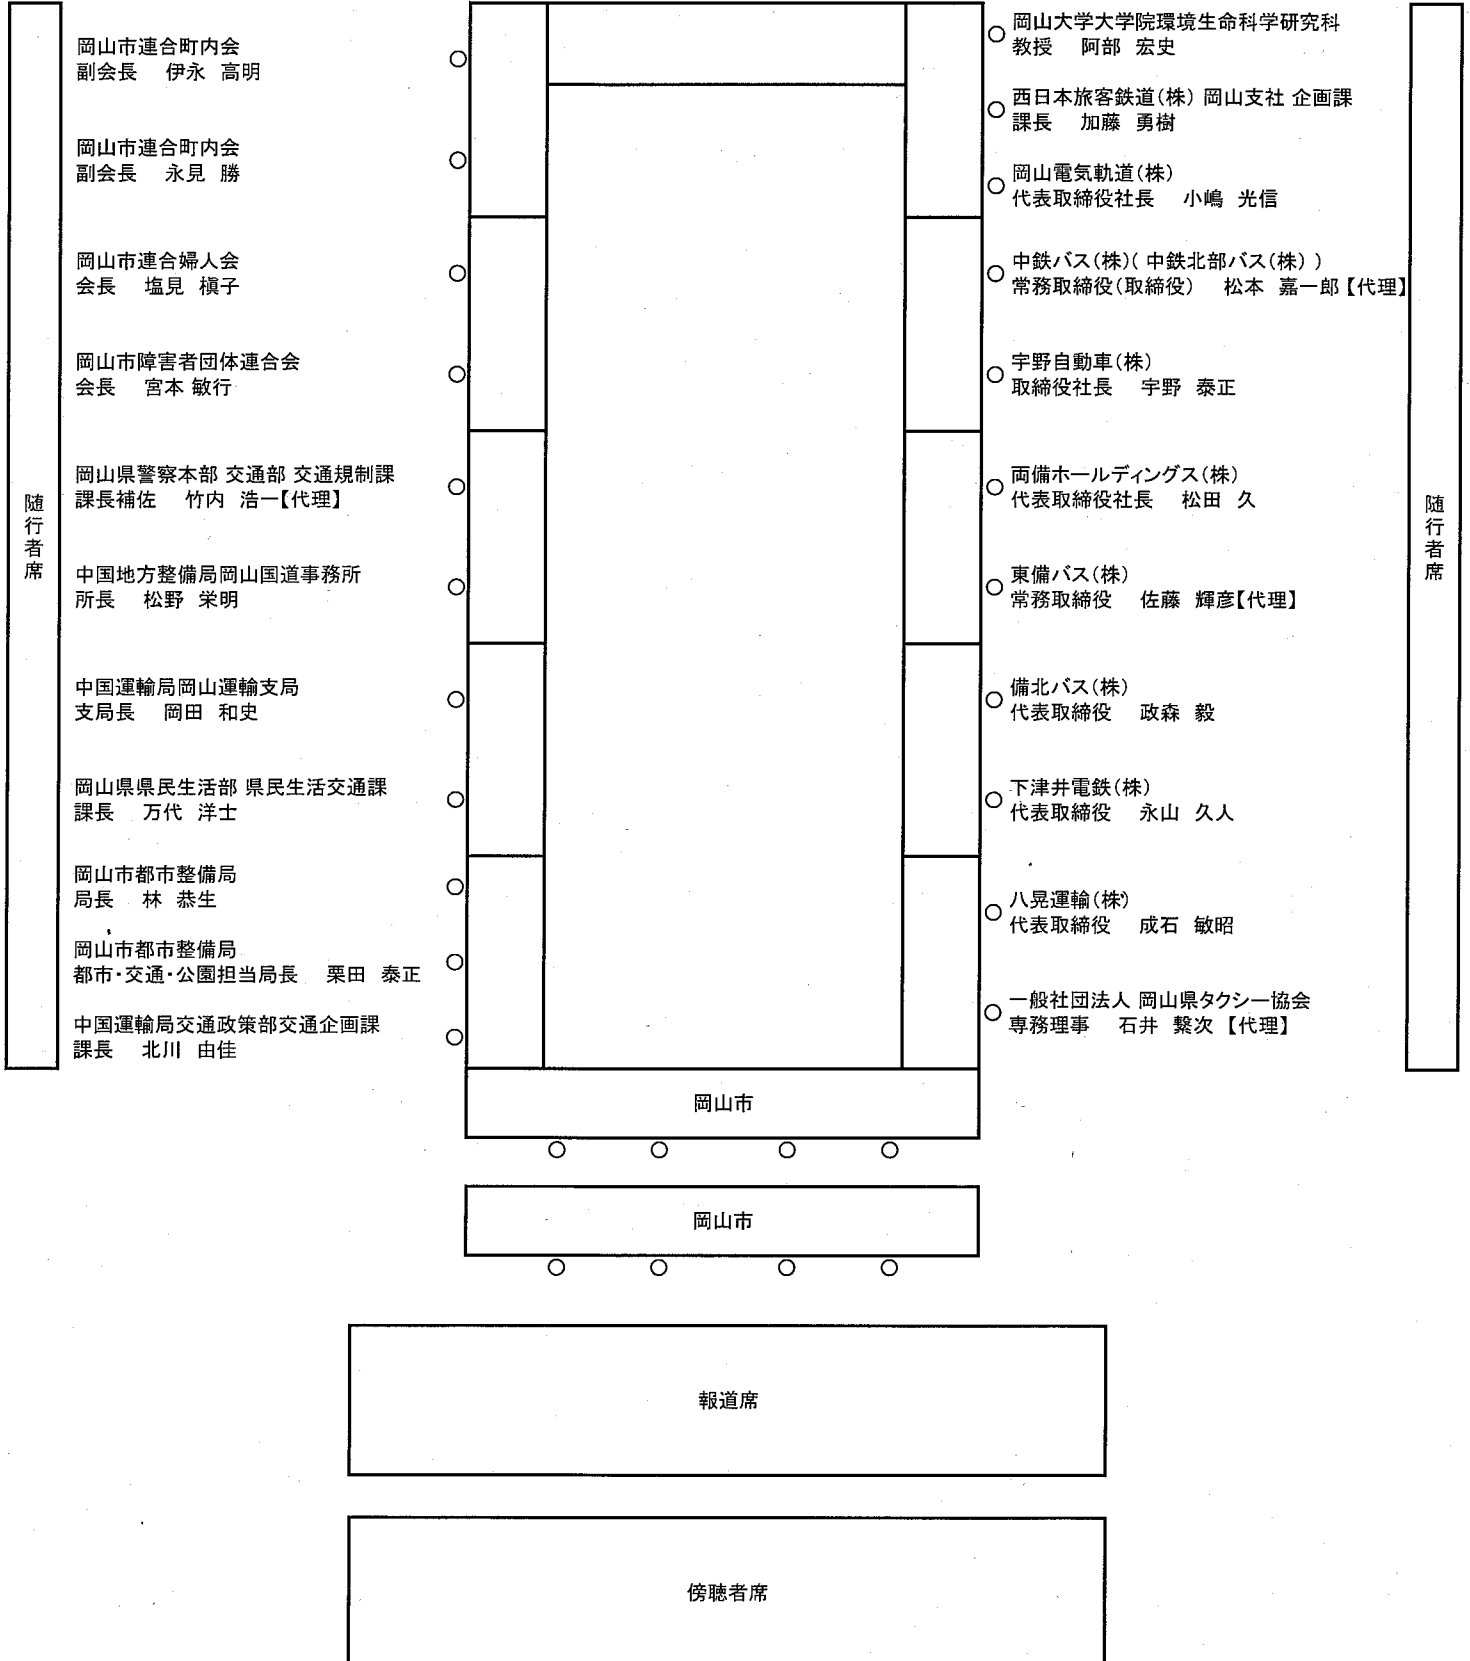 随行者席
岡山市連合町内会
副会長 伊永 高明
岡山市連合町内会
副会長 永見 勝
岡山市連合婦人会
会長 塩見 槇子
岡山市障害者団体連合会
会長 宮本 敏行
岡山県警察本部 交通部 交通規制課
課長補佐 竹内 浩一【代理】
中国地方整備局岡山国道事務所
所長 松野 栄明
中国運輸局岡山運輸支局
支局長 岡田 和史
岡山県県民生活部 県民生活交通課
課長 万代 洋士
岡山市都市整備局
局長 林 恭生
岡山市都市整備局
都市・交通・公園担当局長 栗田 泰正
中国運輸局交通政策部交通企画課
課長 北川 由佳
岡山大学大学院環境生命科学研究科
教授 阿部 宏史
西日本旅客鉄道(株) 岡山支社 企画課
課長 加藤 勇樹
岡山電気軌道(株)
代表取締役社長 小嶋 光信
中鉄バス(株)( 中鉄北部バス(株) )
常務取締役(取締役) 松本 嘉一郎【代理】
宇野自動車(株)
取締役社長 宇野 泰正
両備ホールディングス(株)
代表取締役社長 松田 久
東備バス(株)
常務取締役 佐藤 輝彦【代理】
備北バス(株)
代表取締役 政森 毅
下津井電鉄(株)
代表取締役 永山 久人
八晃運輸(株)
代表取締役 成石 敏昭
一般社団法人 岡山県タクシー協会
専務理事 石井 繋次 【代理】
随行者席
岡山市
岡山市
報道席
傍聴者席